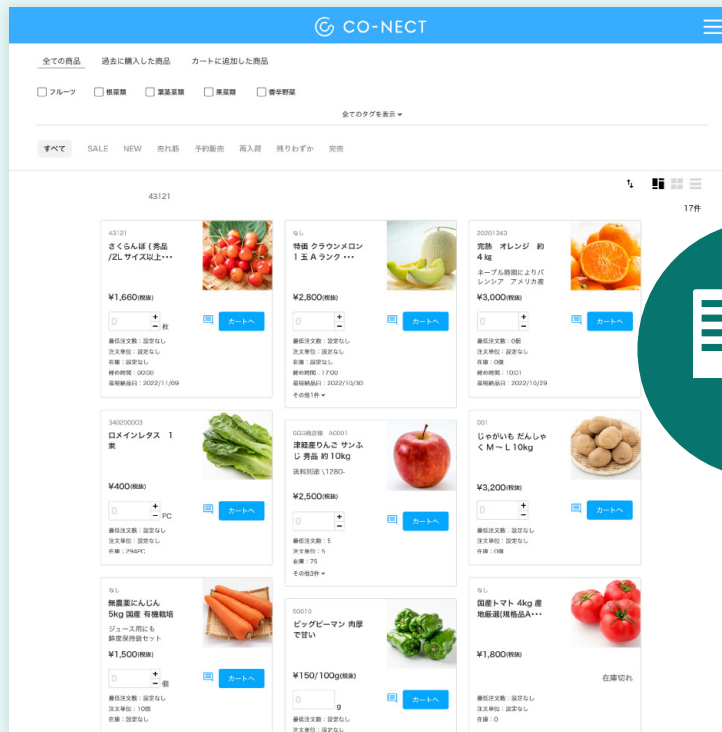 CO-NECT
全ての商品 過去に購入した商品 カートに追加した商品
フルーツ 根菜類 葉茎菜類 果菜類 香辛野菜
全てのタグを表示
すべて SALE NEW 売れ筋 予約販売 再入荷 残りわずか 完売
43121
17件
43121
さくらんぼ ( 秀品
/2L サイズ以上・・・
¥1,660(税抜)
0
+
-
枚
カートへ
最低注文数：設定なし
注文単位：設定なし
在庫：設定なし
締め時間：00:00
最短納品日：2022/11/09
なし
特価 クラウンメロン
1 玉 A ランク ・・・
¥2,800(税抜)
0
+
-
カートへ
最低注文数：設定なし
注文単位：設定なし
在庫：設定なし
締め時間：17:00
最短納品日：2022/10/30
その他1件
20201343
完熟 オレンジ 約
4 kg
ネーブル時期によりバ
レンシア アメリカ産
¥3,000(税抜)
0
+
-
カートへ
最低注文数：0個
注文単位：設定なし
在庫：0個
締め時間：10:01
最短納品日：2022/10/29
340200003
ロメインレタス 1
束
¥400(税抜)
0
+
-
PC
カートへ
最低注文数：設定なし
注文単位：設定なし
在庫：294PC
GGG商店様 A0001
津軽産りんご サンふ
じ 秀品 約 10kg
送料別途 \1280-
¥2,500(税抜)
0
+
-
カートへ
最低注文数：5
注文単位：5
在庫：75
その他3件
001
じゃがいも だんしゃ
く M 〜 L 10kg
¥3,200(税抜)
0
+
-
カートへ
最低注文数：設定なし
注文単位：設定なし
在庫：0個
なし
無農薬にんじん
5kg 国産 有機栽培
ジュース用にも
鮮度保持袋セット
¥1,500(税抜)
0
+
-
個
カートへ
最低注文数：設定なし
注文単位：10個
在庫：設定なし
50010
ビッグピーマン 肉厚
で甘い
¥150/100g(税抜)
0
g
カートへ
最低注文数：設定なし
注文単位：設定なし
なし
国産トマト 4kg 産
地厳選(規格品A・・・
¥1,800(税抜)
在庫切れ
最低注文数：設定なし
注文単位：設定なし
在庫：0